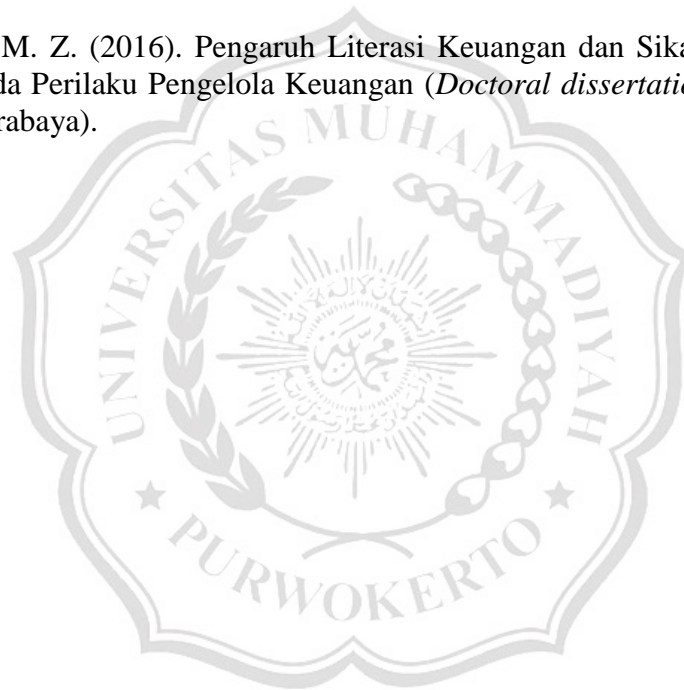 M. Z. (2016). Pengaruh Literasi Keuangan dan Sika
da Perilaku Pengelola Keuangan (Doctoral dissertatio
rabaya).
UNIVERSITAS MUHAMMADIYAH
★ PURWOKERTO ★